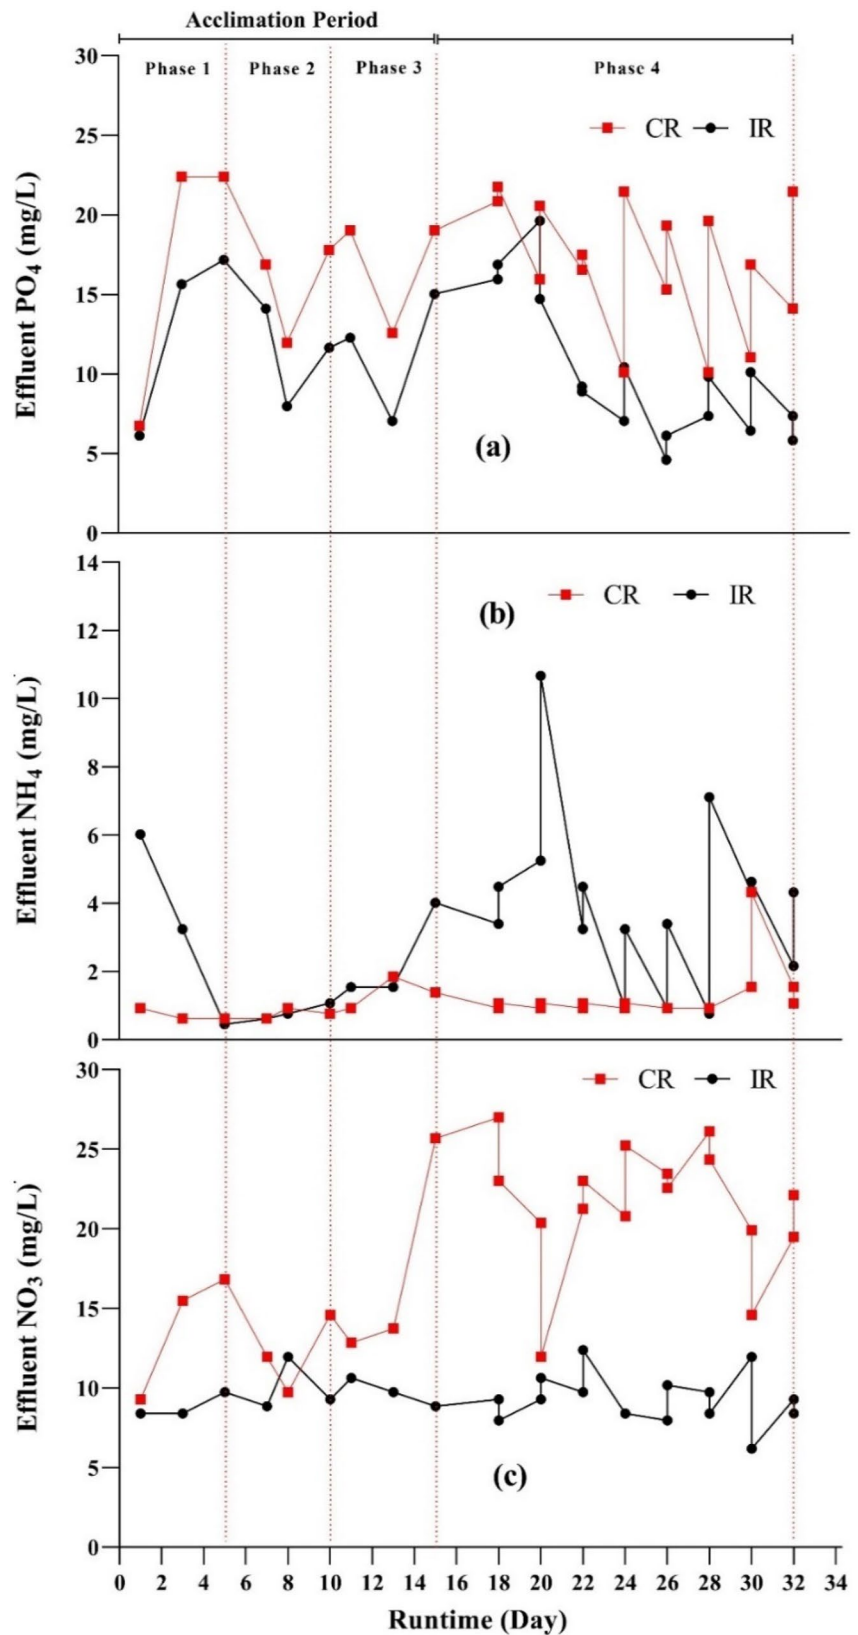 Acclimation Period
30
Phase 1 Phase 2 Phase 3 Phase 4
CR IR
25
20
15
10
5
0
Effluent PO4 (mg/L)
(a)
14
CR IR
(b)
12
10
8
6
4
2
0
Effluent NH4 (mg/L)
30
CR IR
25
20
15
10
5
0
Effluent NO3 (mg/L)
(c)
0 2 4 6 8 10 12 14 16 18 20 22 24 26 28 30 32 34
Runtime (Day)